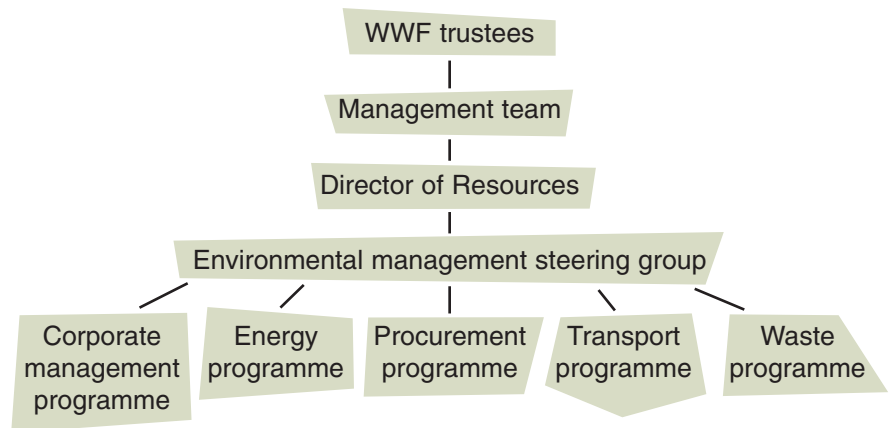 WWF trustees
Management team
Director of Resources
Environmental management steering group
Corporate
management
programme
Energy
programme
Procurement
programme
Transport
programme
Waste
programme